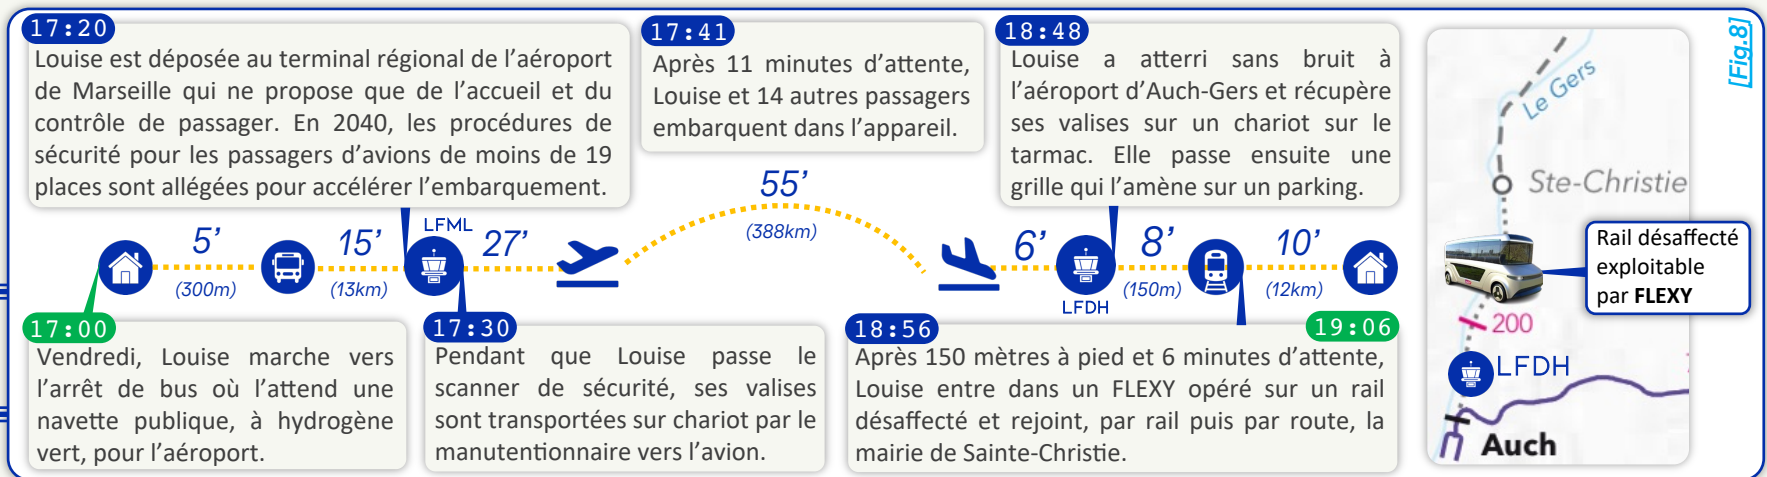 17:20
Louise est déposée au terminal régional de l'aéroport
de Marseille qui ne propose que de l'accueil et du
contrôle de passager. En 2040, les procédures de
sécurité pour les passagers d'avions de moins de 19
places sont allégées pour accélérer l'embarquement.
17:41
Après 11 minutes d'attente,
Louise et 14 autres passagers
embarquent dans l'appareil.
18:48
Louise a atterri sans bruit à
l'aéroport d'Auch-Gers et récupère
ses valises sur un chariot sur le
tarmac. Elle passe ensuite une
grille qui l'amène sur un parking.
[Fig.8]
5'
(300m)
15'
(13km)
LFML
27'
55'
(388km)
6'
LFDH
8'
(150m)
10'
(12km)
17:00
Vendredi, Louise marche vers
l'arrêt de bus où l'attend une
navette publique, à hydrogène
vert, pour l'aéroport.
17:30
Pendant que Louise passe le
scanner de sécurité, ses valises
sont transportées sur chariot par le
manutentionnaire vers l'avion.
18:56
19:06
Après 150 mètres à pied et 6 minutes d'attente,
Louise entre dans un FLEXY opéré sur un rail
désaffecté et rejoint, par rail puis par route, la
mairie de Sainte-Christie.
Le Gers
Ste-Christie
Rail désaffecté
exploitable
par FLEXY
200
LFDH
Auch